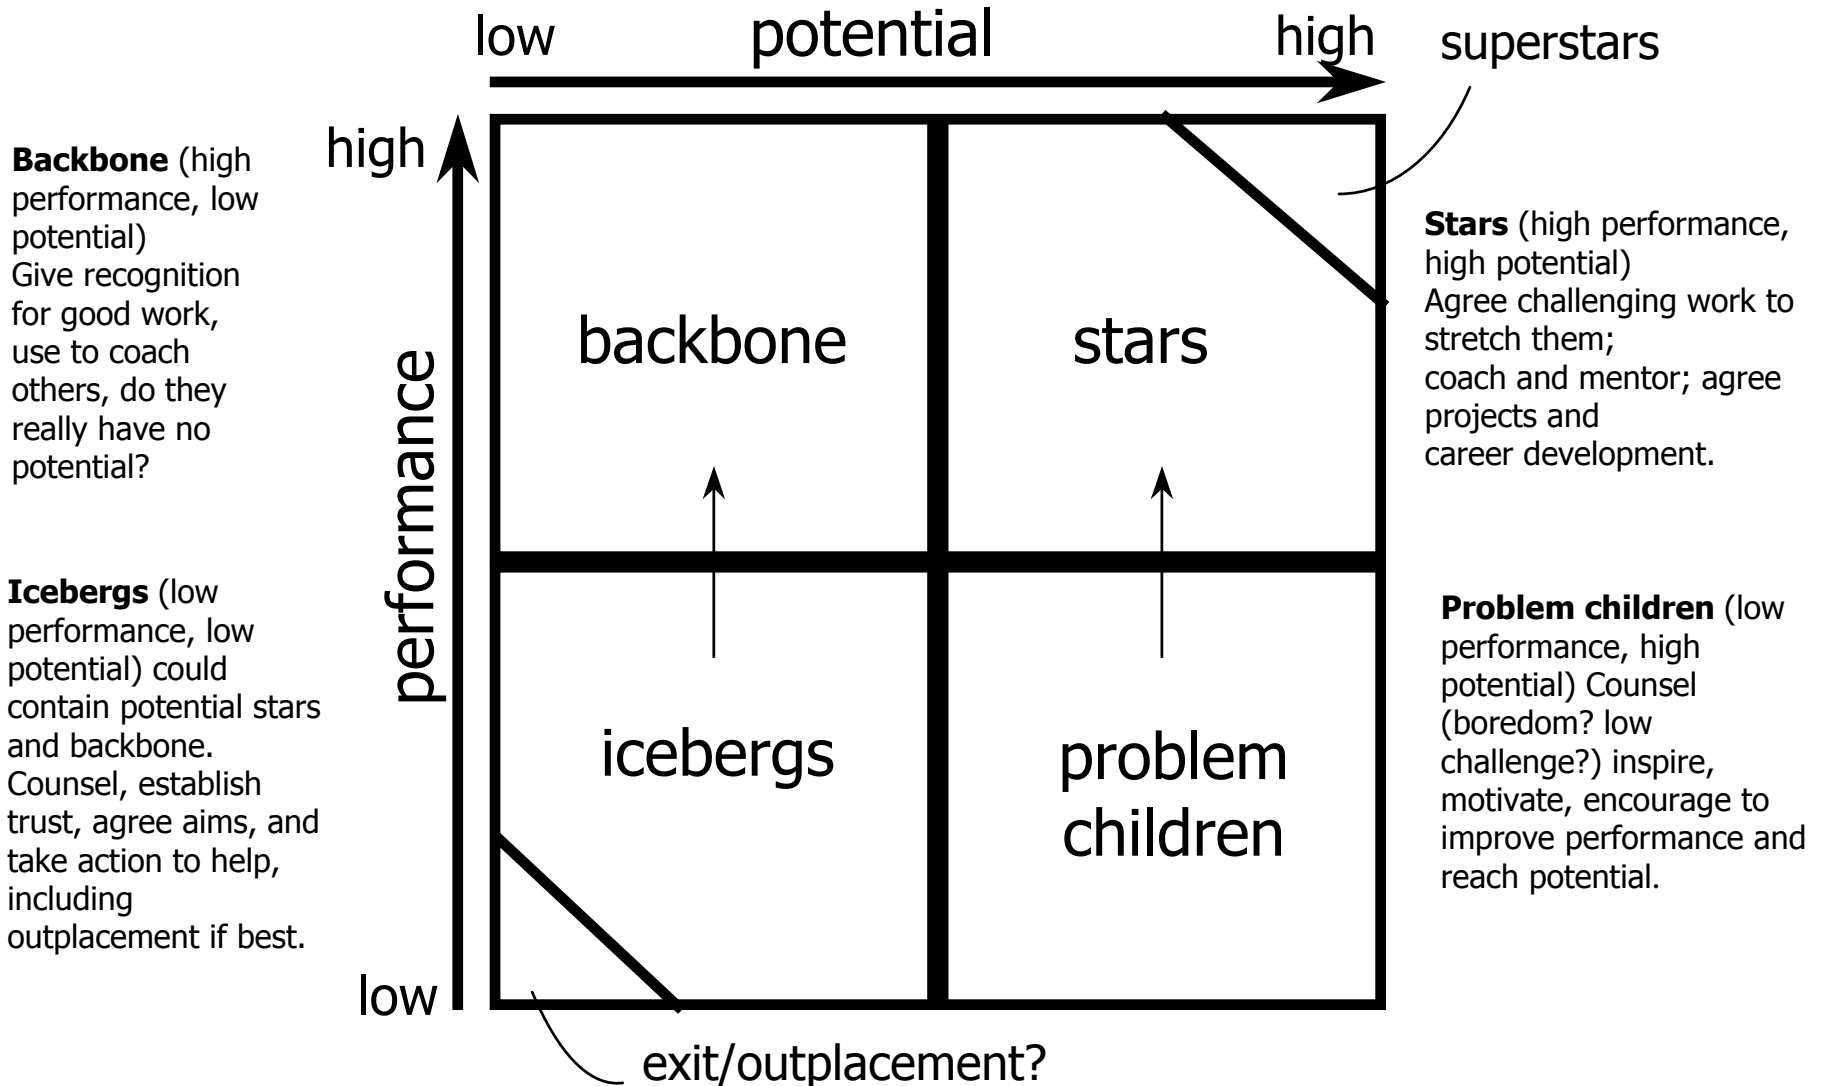 low
potential
high
superstars
high
Backbone (high
performance, low
potential)
Give recognition
for good work,
use to coach
others, do they
really have no
potential?
performance
backbone
stars
Stars (high performance,
high potential)
Agree challenging work to
stretch them;
coach and mentor; agree
projects and
career development.
Icebergs (low
performance, low
potential) could
contain potential stars
and backbone.
Counsel, establish
trust, agree aims, and
take action to help,
including
outplacement if best.
icebergs
problem
children
Problem children (low
performance, high
potential) Counsel
(boredom? low
challenge?) inspire,
motivate, encourage to
improve performance and
reach potential.
low
exit/outplacement?